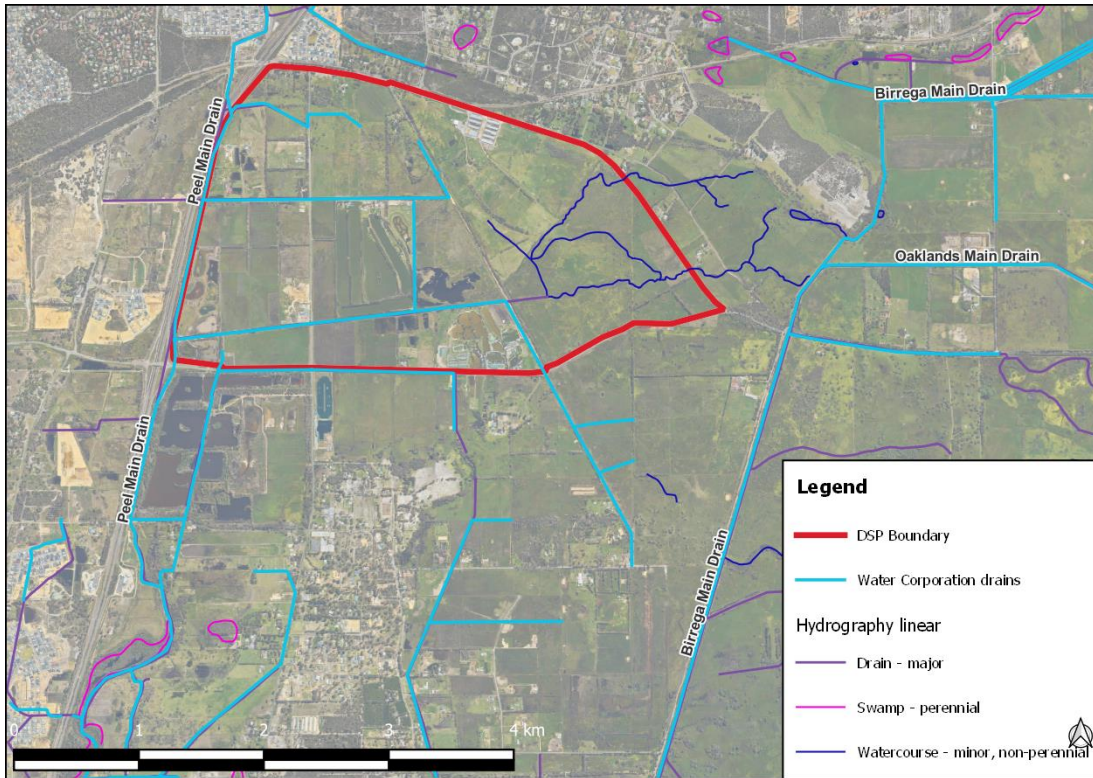 Birrega Main Drain
Peel Main Drain
Oaklands Main Drain
Peel Main Drain
Birrega Main Drain
Legend
DSP Boundary
Water Corporation drains
Hydrography linear
Drain - major
Swamp - perennial
Watercourse - minor, non-perennial
0 1 2 3 4 km